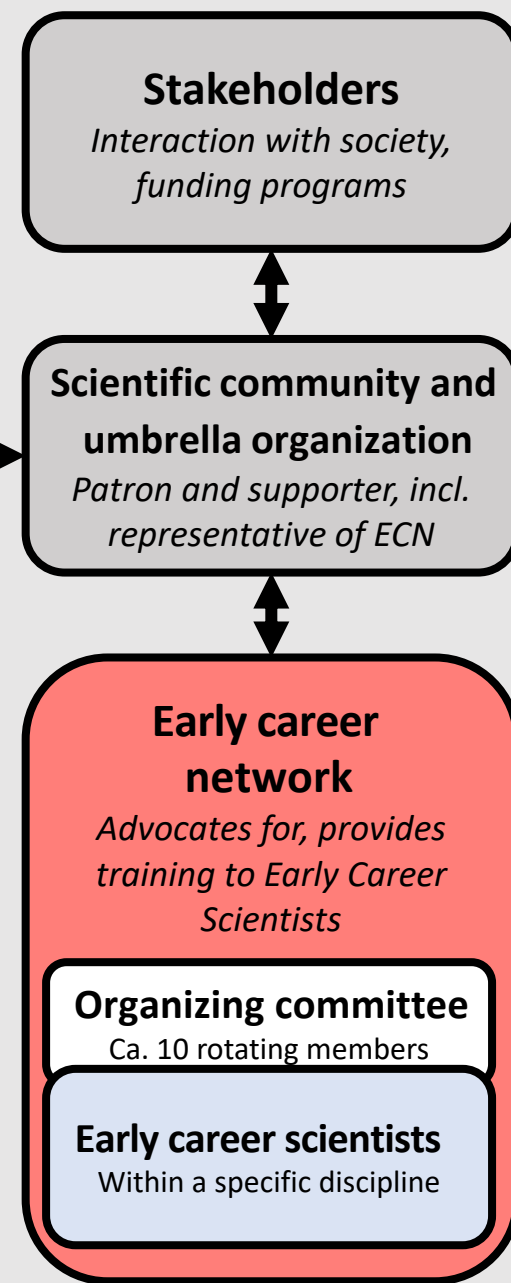 Stakeholders
Interaction with society,
funding programs
Scientific community and
umbrella organization
Patron and supporter, incl.
representative of ECN
Early career
network
Advocates for, provides
training to Early Career
Scientists
Organizing committee
Ca. 10 rotating members
Early career scientists
Within a specific discipline